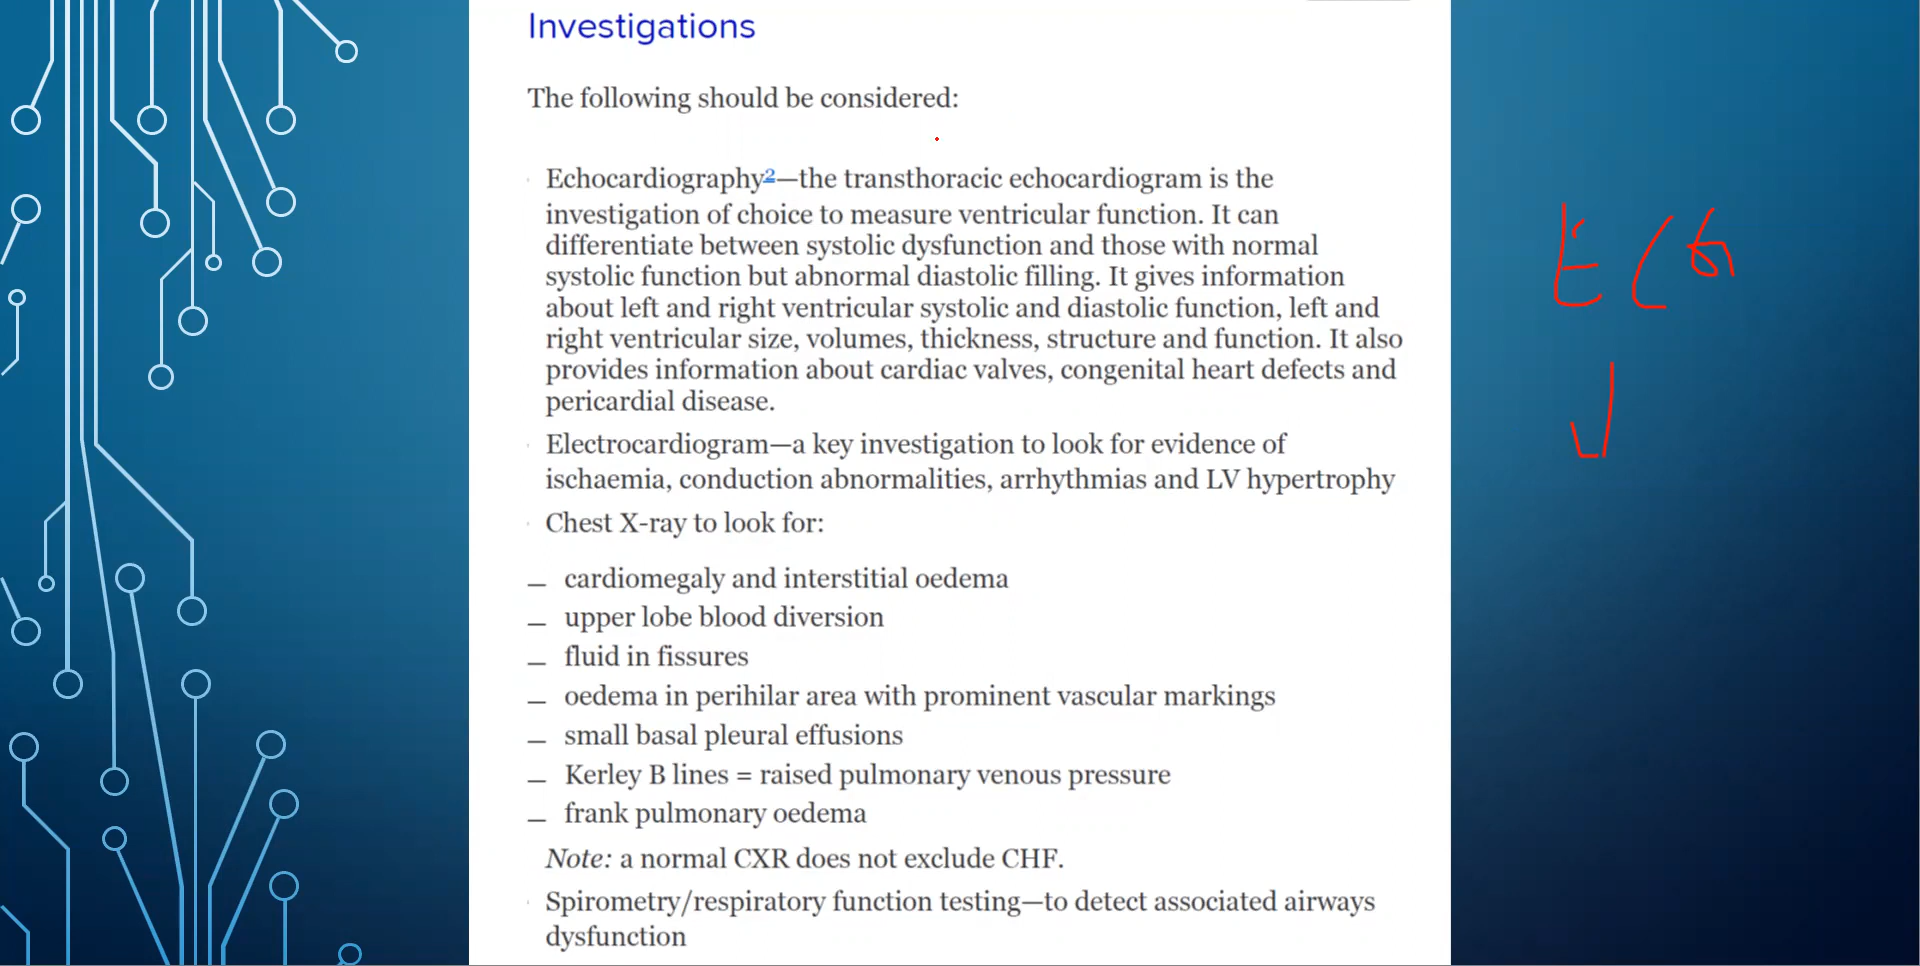 Investigations
The following should be considered:
Echocardiography2—the transthoracic echocardiogram is the
investigation of choice to measure ventricular function. It can
differentiate between systolic dysfunction and those with normal
systolic function but abnormal diastolic filling. It gives information
about left and right ventricular systolic and diastolic function, left and
right ventricular size, volumes, thickness, structure and function. It also
provides information about cardiac valves, congenital heart defects and
pericardial disease.
Electrocardiogram—a key investigation to look for evidence of
ischaemia, conduction abnormalities, arrhythmias and LV hypertrophy
Chest X-ray to look for:
— cardiomegaly and interstitial oedema
— upper lobe blood diversion
— fluid in fissures
— oedema in perihilar area with prominent vascular markings
— small basal pleural effusions
— Kerley B lines = raised pulmonary venous pressure
— frank pulmonary oedema
Note: a normal CXR does not exclude CHF.
Spirometry/respiratory function testing—to detect associated airways
dysfunction
ECG